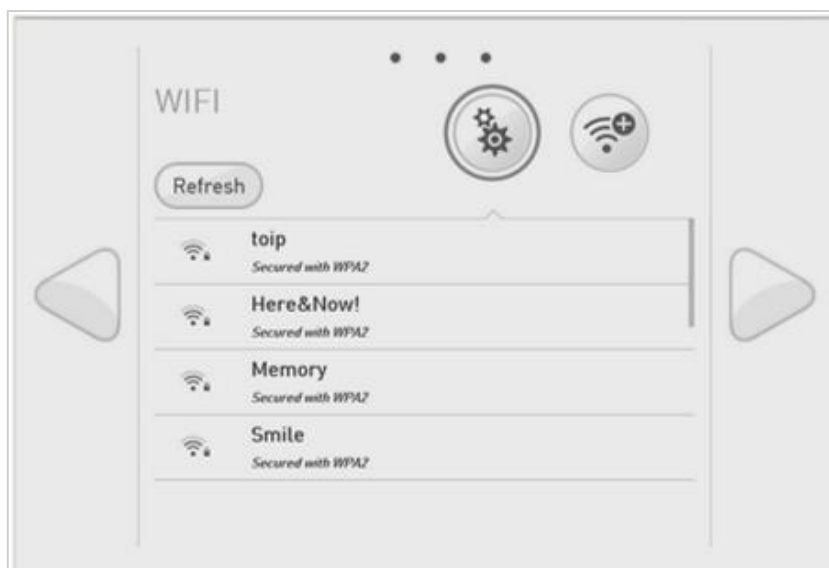 WIFI
Refresh
toip
Secured with WPA2
Here&Now!
Secured with WPA2
Memory
Secured with WPA2
Smile
Secured with WPA2